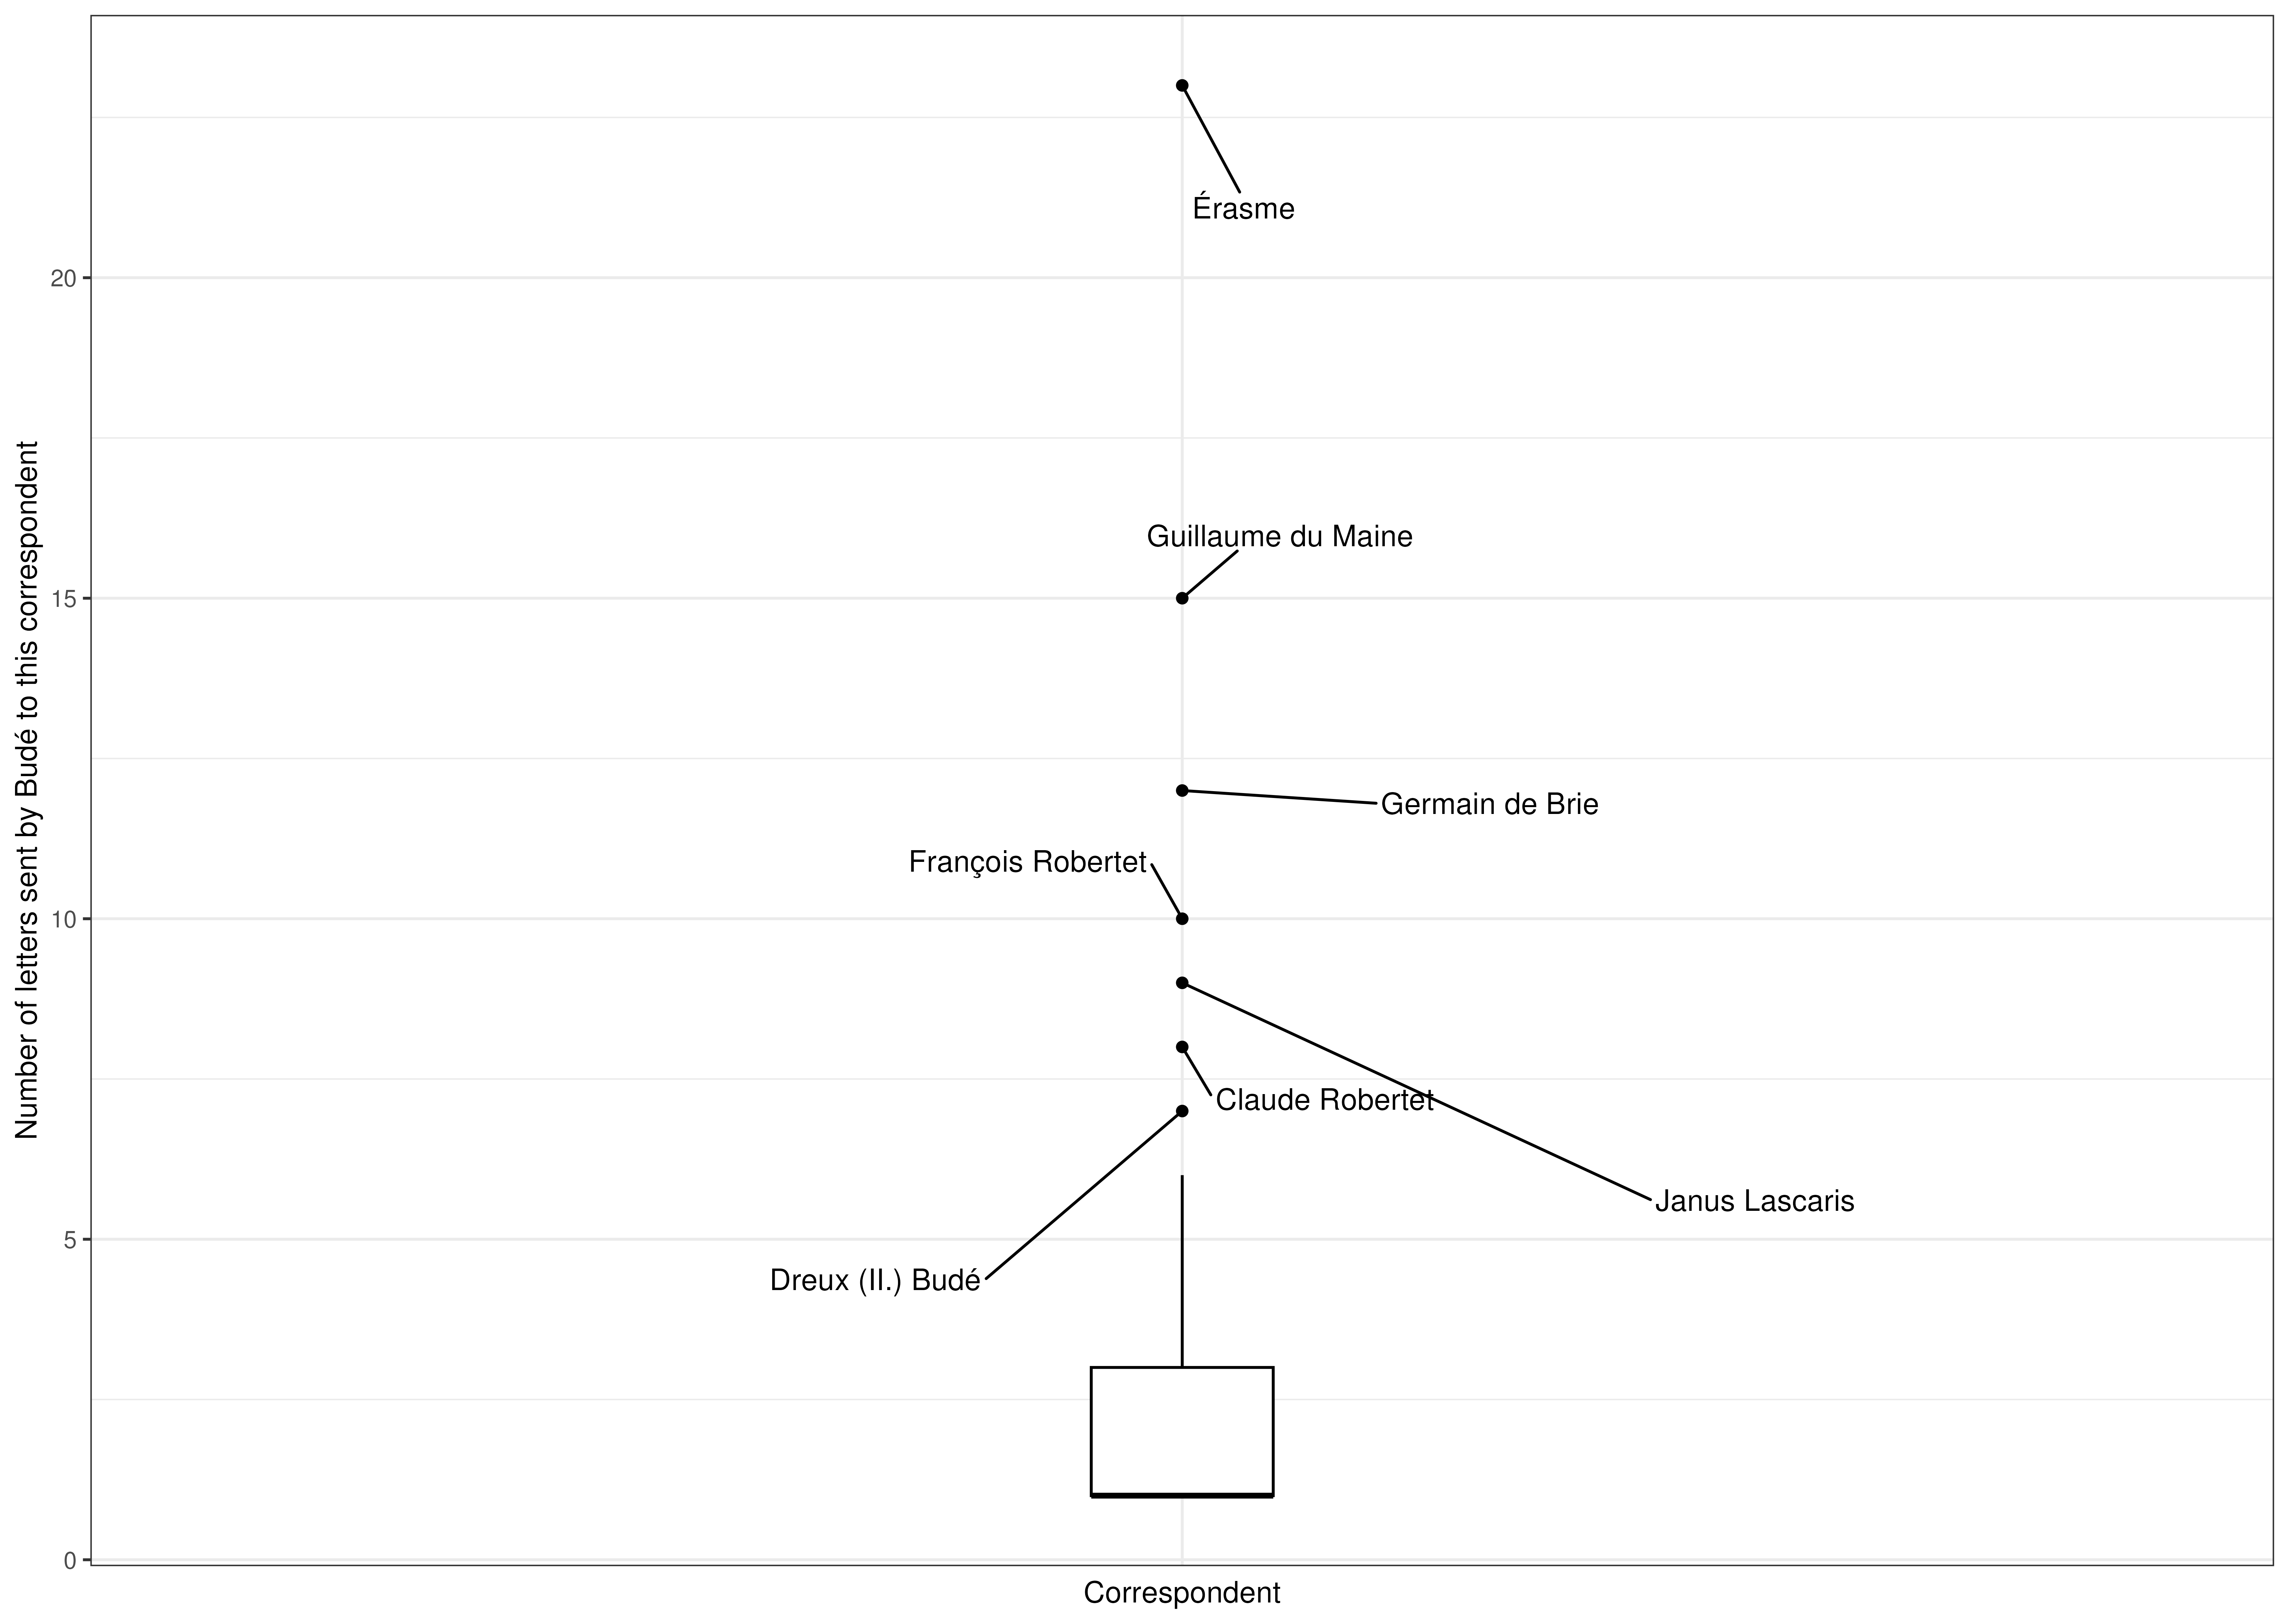 Érasme
20
Guillaume du Maine
15
Germain de Brie
François Robertet
10
Claude Robertet
Janus Lascaris
5
Dreux (II.) Budé
0
Number of letters sent by Budé to this correspondent
Correspondent